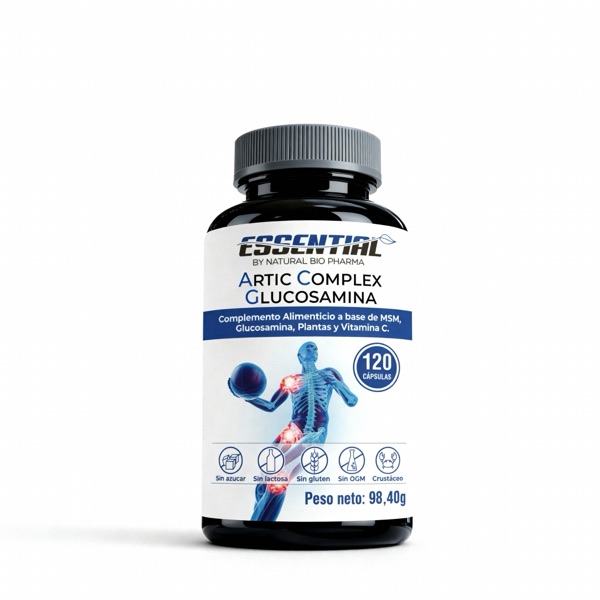 ESSENTIAL
BY NATURAL BIO PHARMA
ARTIC COMPLEX
GLUCOSAMINA
Complemento Alimenticio a base de MSM,
Glucosamina, Plantas y Vitamina C.
120
CÁPSULAS
Sin azucar Sin lactosa Sin gluten Sin OGM Crustáceo
Peso neto: 98,40g